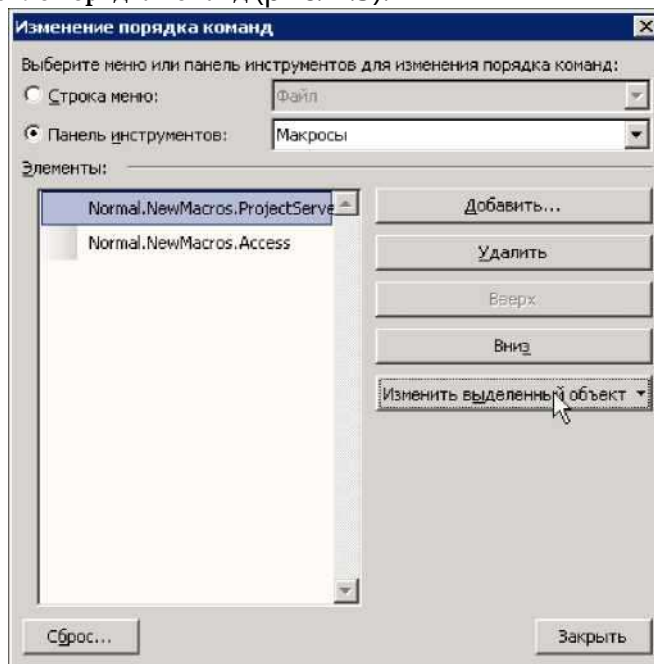 Изменение порядка команд
Выберите меню или панель инструментов для изменения порядка команд:
Строка меню: Файл
Панель инструментов: Макросы
Элементы:
Normal.NewMacros.ProjectServe Добавить...
Normal.NewMacros.Access Удалить
Вверх
Вниз
Изменить выделенный объект
Сброс... Закрыть